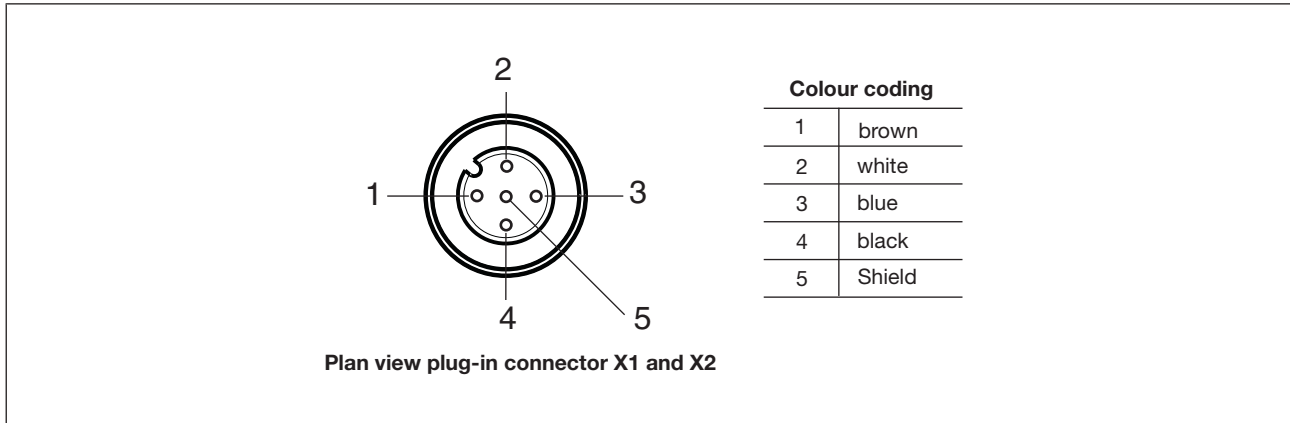 2
1
3
4
5
Plan view plug-in connector X1 and X2
Colour coding
1 brown
2 white
3 blue
4 black
5 Shield